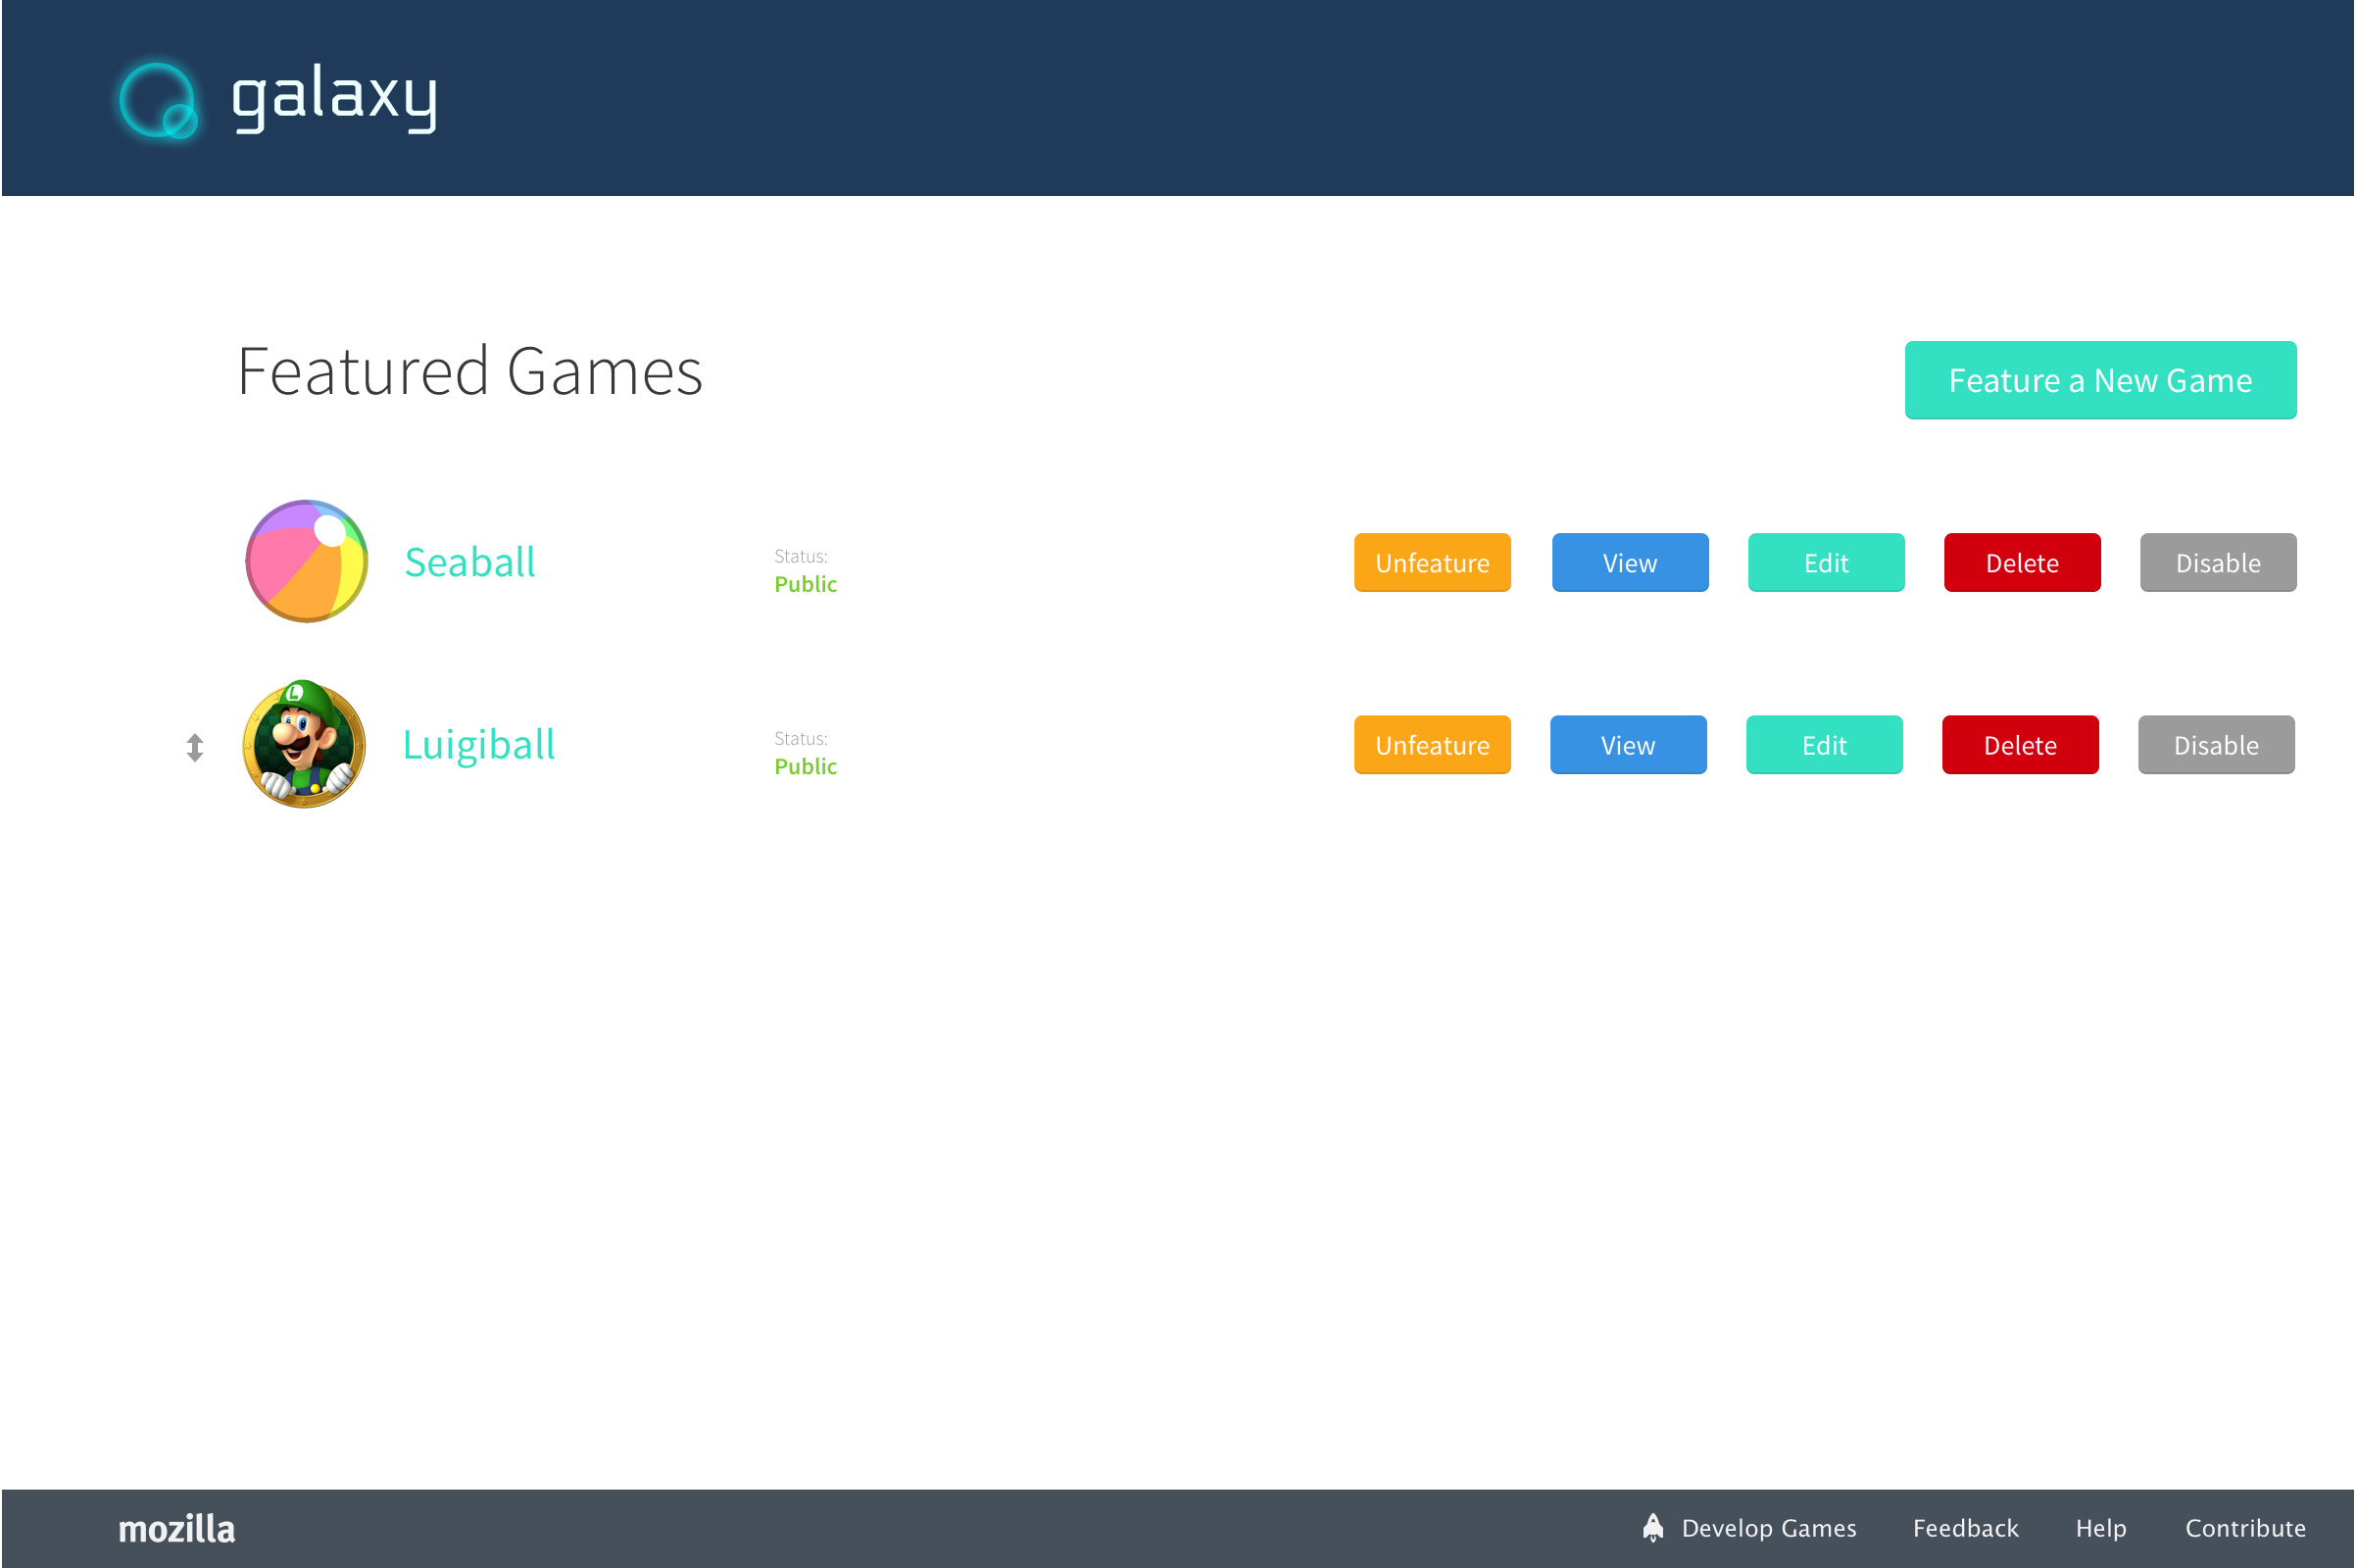 galaxy
Featured Games
Feature a New Game
Seaball
Status:
Public
Unfeature
View
Edit
Delete
Disable
L
Luigiball
Status:
Public
Unfeature
View
Edit
Delete
Disable
mozilla
Develop Games
Feedback
Help
Contribute